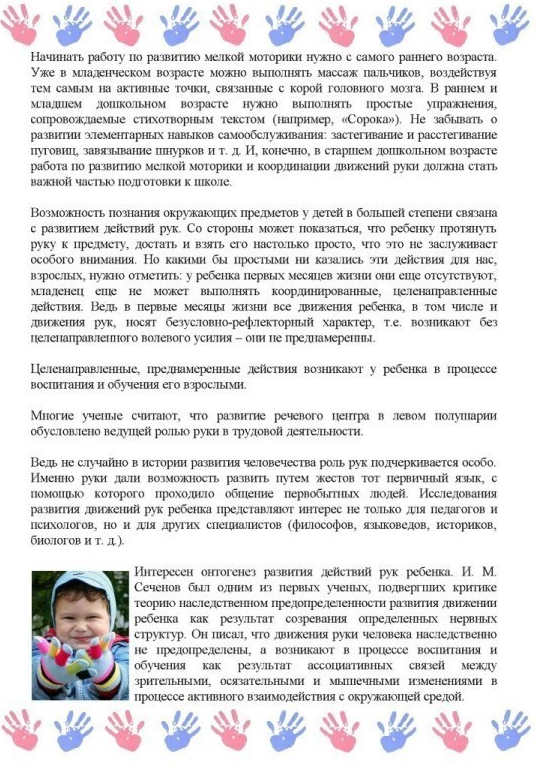 Начинать работу по развитию мелкой моторики нужно с самого раннего возраста.
Уже в младенческом возрасте можно выполнять массаж пальчиков, воздействуя
тем самым на активные точки, связанные с корой головного мозга. В раннем и
младшем дошкольном возрасте нужно выполнять простые упражнения,
сопровождаемые стихотворным текстом (например, «Сорока»). Не забывать о
развитии элементарных навыков самообслуживания: застегивание и расстегивание
пуговиц, завязывание шнурков и т. д. И, конечно, в старшем дошкольном возрасте
работа по развитию мелкой моторики и координации движений руки должна стать
важной частью подготовки к школе.
Возможность познания окружающих предметов у детей в большей степени связана
с развитием действий рук. Со стороны может показаться, что ребенку протянуть
руку к предмету, достать и взять его настолько просто, что это не заслуживает
особого внимания. Но какими бы простыми ни казались эти действия для нас,
взрослых, нужно отметить: у ребенка первых месяцев жизни они еще отсутствуют,
младенец еще не может выполнять координированные, целенаправленные
действия. Ведь в первые месяцы жизни все движения ребенка, в том числе и
движения рук, носят безусловно-рефлекторный характер, т.е. возникают без
целенаправленного волевого усилия – они не преднамеренны.
Целенаправленные, преднамеренные действия возникают у ребенка в процессе
воспитания и обучения его взрослыми.
Многие ученые считают, что развитие речевого центра в левом полушарии
обусловлено ведущей ролью руки в трудовой деятельности.
Ведь не случайно в истории развития человечества роль рук подчеркивается особо.
Именно руки дали возможность развить путем жестов тот первичный язык, с
помощью которого проходило общение первобытных людей. Исследования
развития движений рук ребенка представляют интерес не только для педагогов и
психологов, но и для других специалистов (философов, языковедов, историков,
биологов и т. д.).
Интересен онтогенез развития действий рук ребенка. И. М.
Сеченов был одним из первых ученых, подвергших критике
теорию наследственном предопределенности развития движении
ребенка как результат созревания определенных нервных
структур. Он писал, что движения руки человека наследственно
не предопределены, а возникают в процессе воспитания и
обучения как результат ассоциативных связей между
зрительными, осязательными и мышечными изменениями в
процессе активного взаимодействия с окружающей средой.